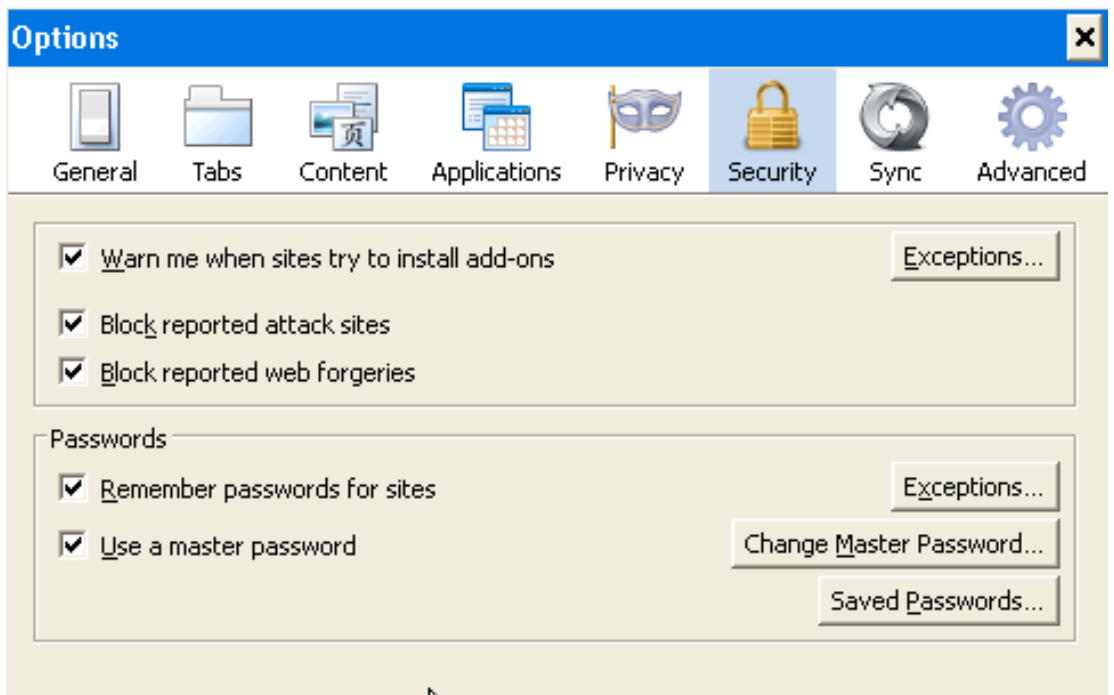 Options
General Tabs Content Applications Privacy Security Sync Advanced
Warn me when sites try to install add-ons Exceptions...
Block reported attack sites
Block reported web forgeries
Passwords
Remember passwords for sites Exceptions...
Use a master password Change Master Password...
Saved Passwords...
页